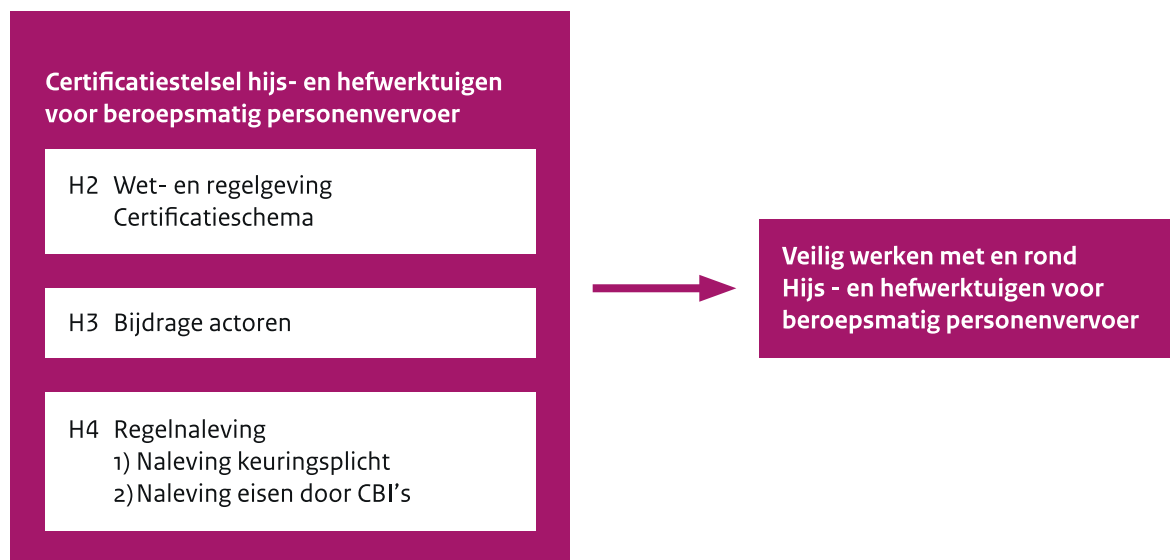 Certificatiestelsel hijs- en hefwerktuigen
voor beroepsmatig personenvervoer
H2 Wet- en regelgeving
Certificatieschema
H3 Bijdrage actoren
H4 Regelnaleving
1) Naleving keuringsplicht
2) Naleving eisen door CBI's
Veilig werken met en rond
Hijs - en hefwerktuigen voor
beroepsmatig personenvervoer